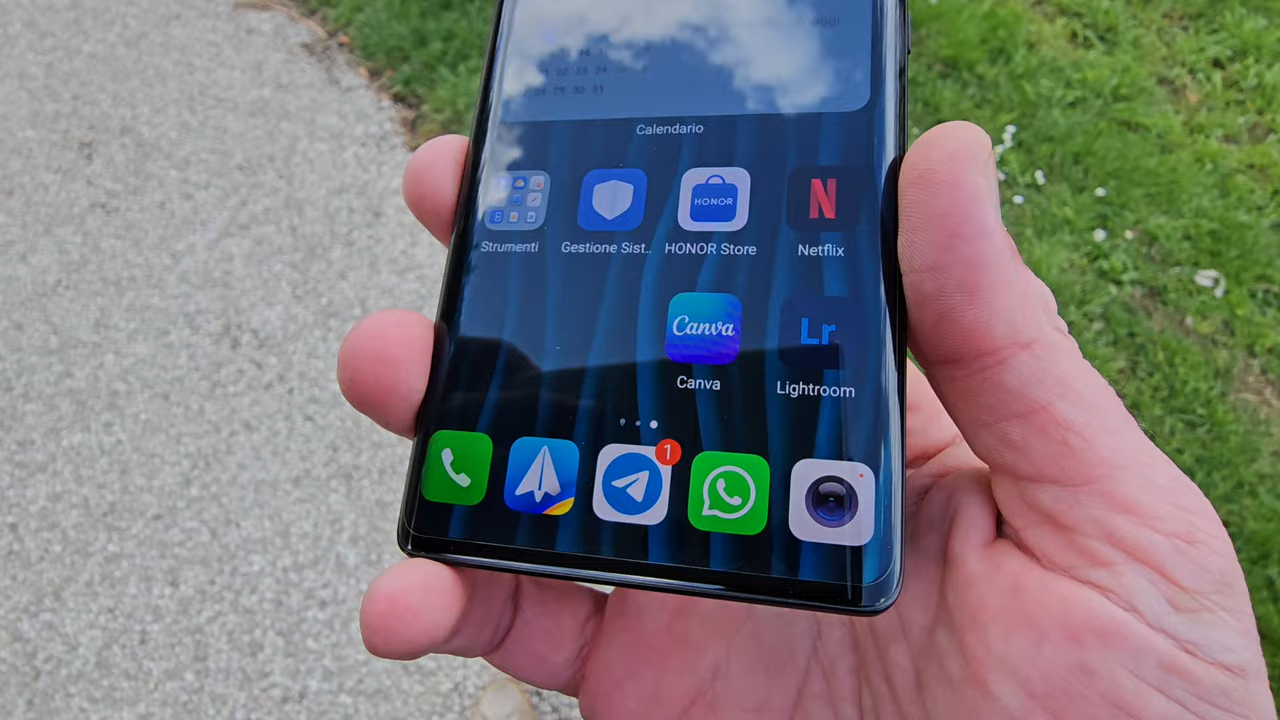 Calendario
HONOR
N
Strumenti
Gestione Sist..
HONOR Store
Netflix
Canva
Lr
Canva
Lightroom
1